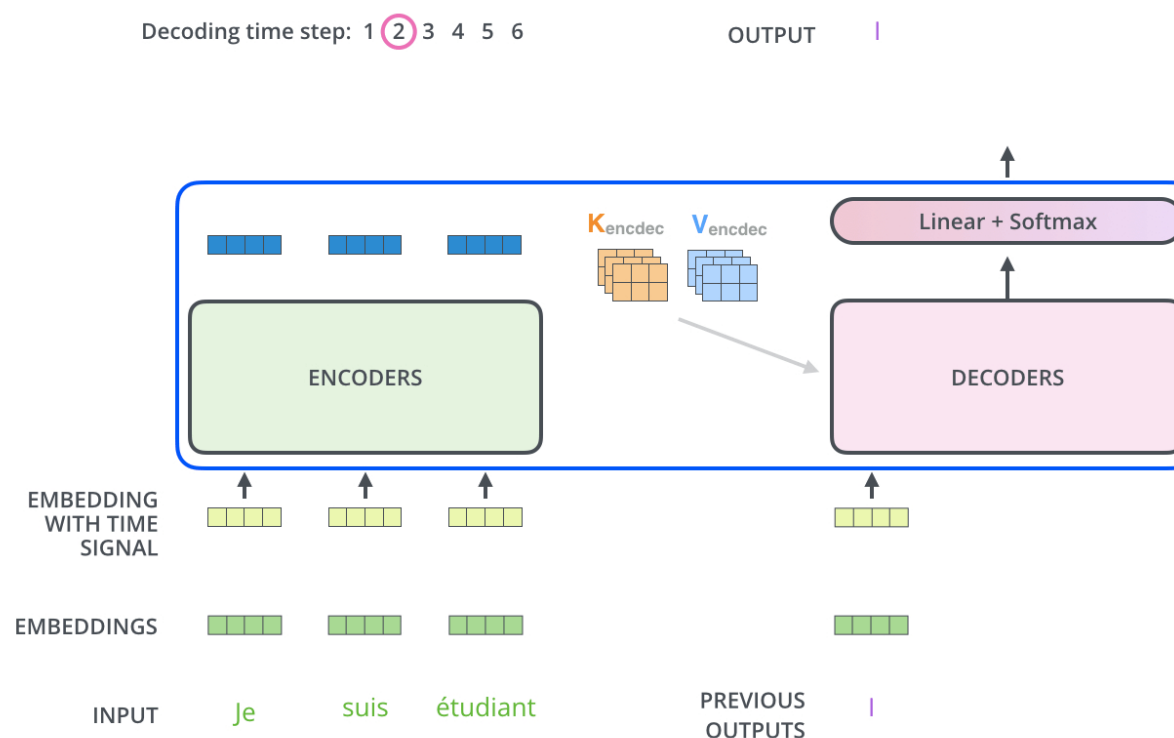 Decoding time step: 1 2 3 4 5 6
OUTPUT I
Kencdec Vencdec
Linear + Softmax
ENCODERS
DECODERS
EMBEDDING
WITH TIME
SIGNAL
EMBEDDINGS
INPUT Je suis étudiant
PREVIOUS
OUTPUTS I